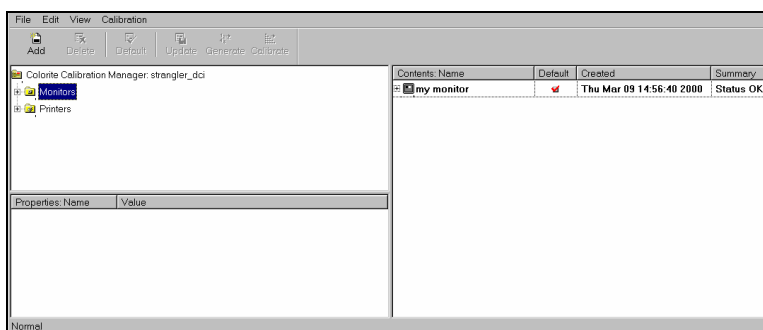 File Edit View Calibration
Add Delete Default Update Generate Calibrate
Colorite Calibration Manager: strangler_dci
Monitors
Printers
Contents: Name Default Created Summary
my monitor Thu Mar 09 14:56:40 2000 Status OK
Properties: Name Value
Normal